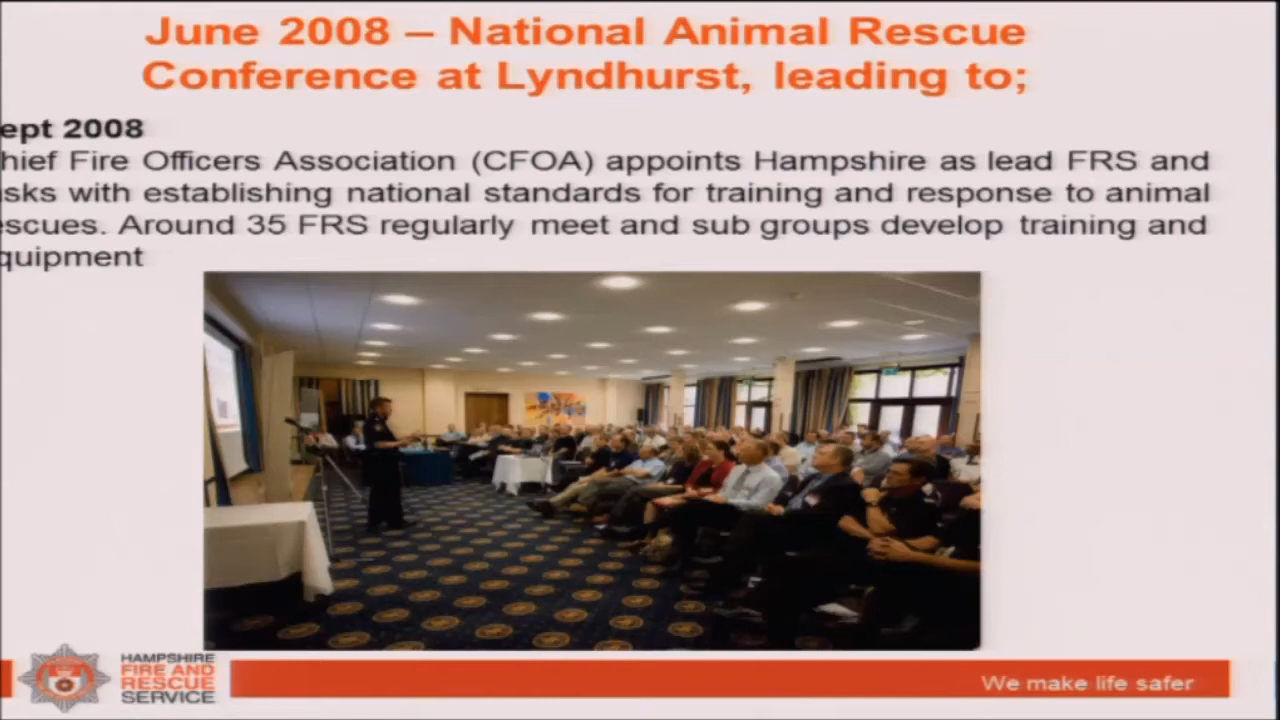 June 2008 – National Animal Rescue
Conference at Lyndhurst, leading to;
ept 2008
hief Fire Officers Association (CFOA) appoints Hampshire as lead FRS and
asks with establishing national standards for training and response to animal
escues. Around 35 FRS regularly meet and sub groups develop training and
quipment
HAMPSHIRE
FIRE AND
RESCUE
SERVICE
We make life safer